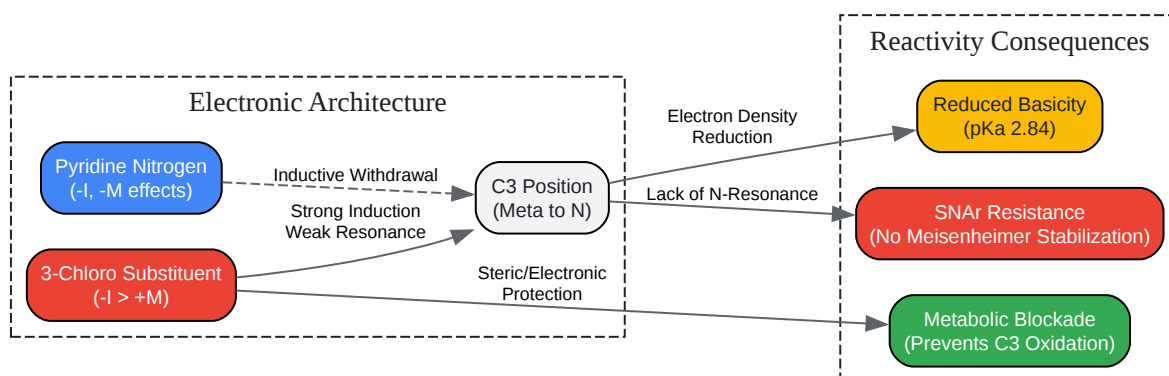 Reactivity Consequences
Electronic Architecture
Pyridine Nitrogen
(-I, -M effects)
Inductive Withdrawal
Strong Induction
Weak Resonance
3-Chloro Substituent
(-I > +M)
C3 Position
(Meta to N)
Electron Density
Reduction
Lack of N-Resonance
Steric/Electronic
Protection
Reduced Basicity
(pKa 2.84)
SNAr Resistance
(No Meisenheimer Stabilization)
Metabolic Blockade
(Prevents C3 Oxidation)